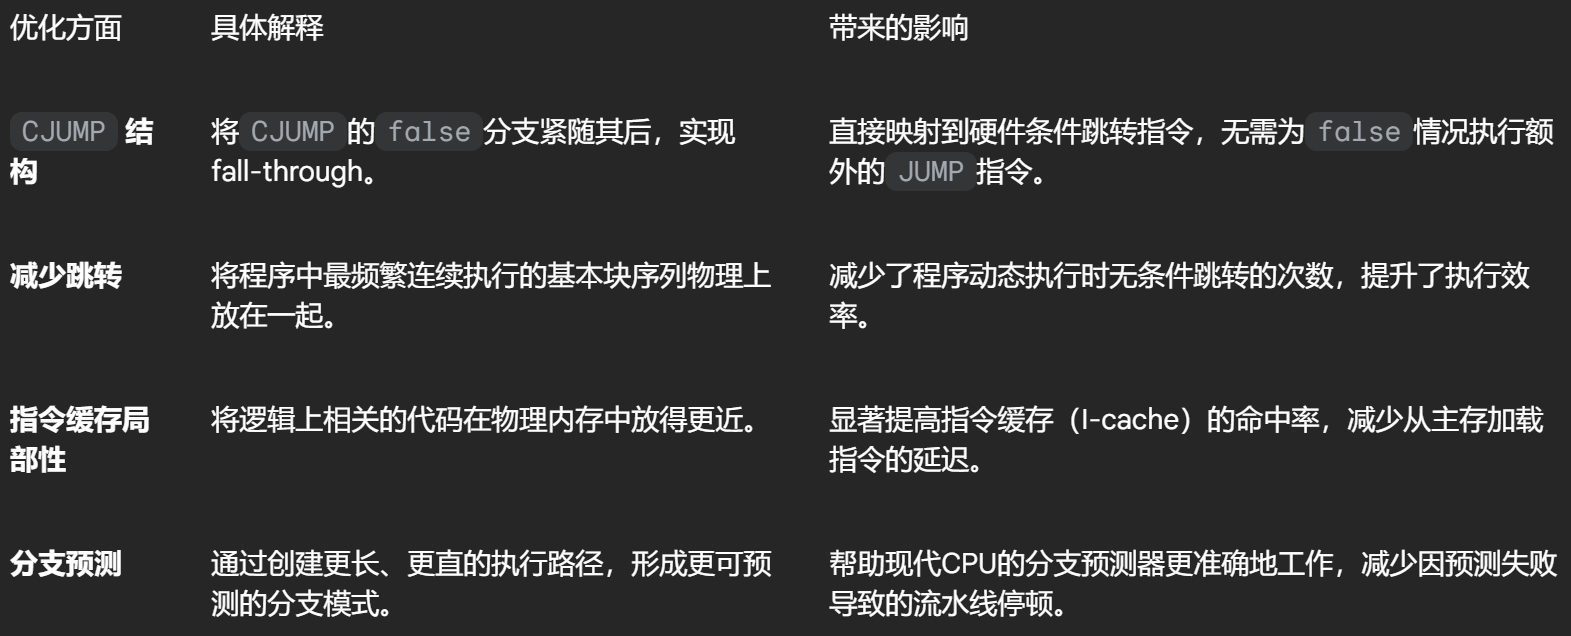 优化方面 具体解释 带来的影响
CJUMP 结构 将 CJUMP 的 false 分支紧随其后，实现 fall-through。 直接映射到硬件条件跳转指令，无需为 false 情况执行额外的 JUMP 指令。
减少跳转 将程序中最频繁连续执行的基本块序列物理上放在一起。 减少了程序动态执行时无条件跳转的次数，提升了执行效率。
指令缓存局部性 将逻辑上相关的代码在物理内存中放得更近。 显著提高指令缓存（I-cache）的命中率，减少从主存加载指令的延迟。
分支预测 通过创建更长、更直的执行路径，形成更可预测的分支模式。 帮助现代CPU的分支预测器更准确地工作，减少因预测失败导致的流水线停顿。